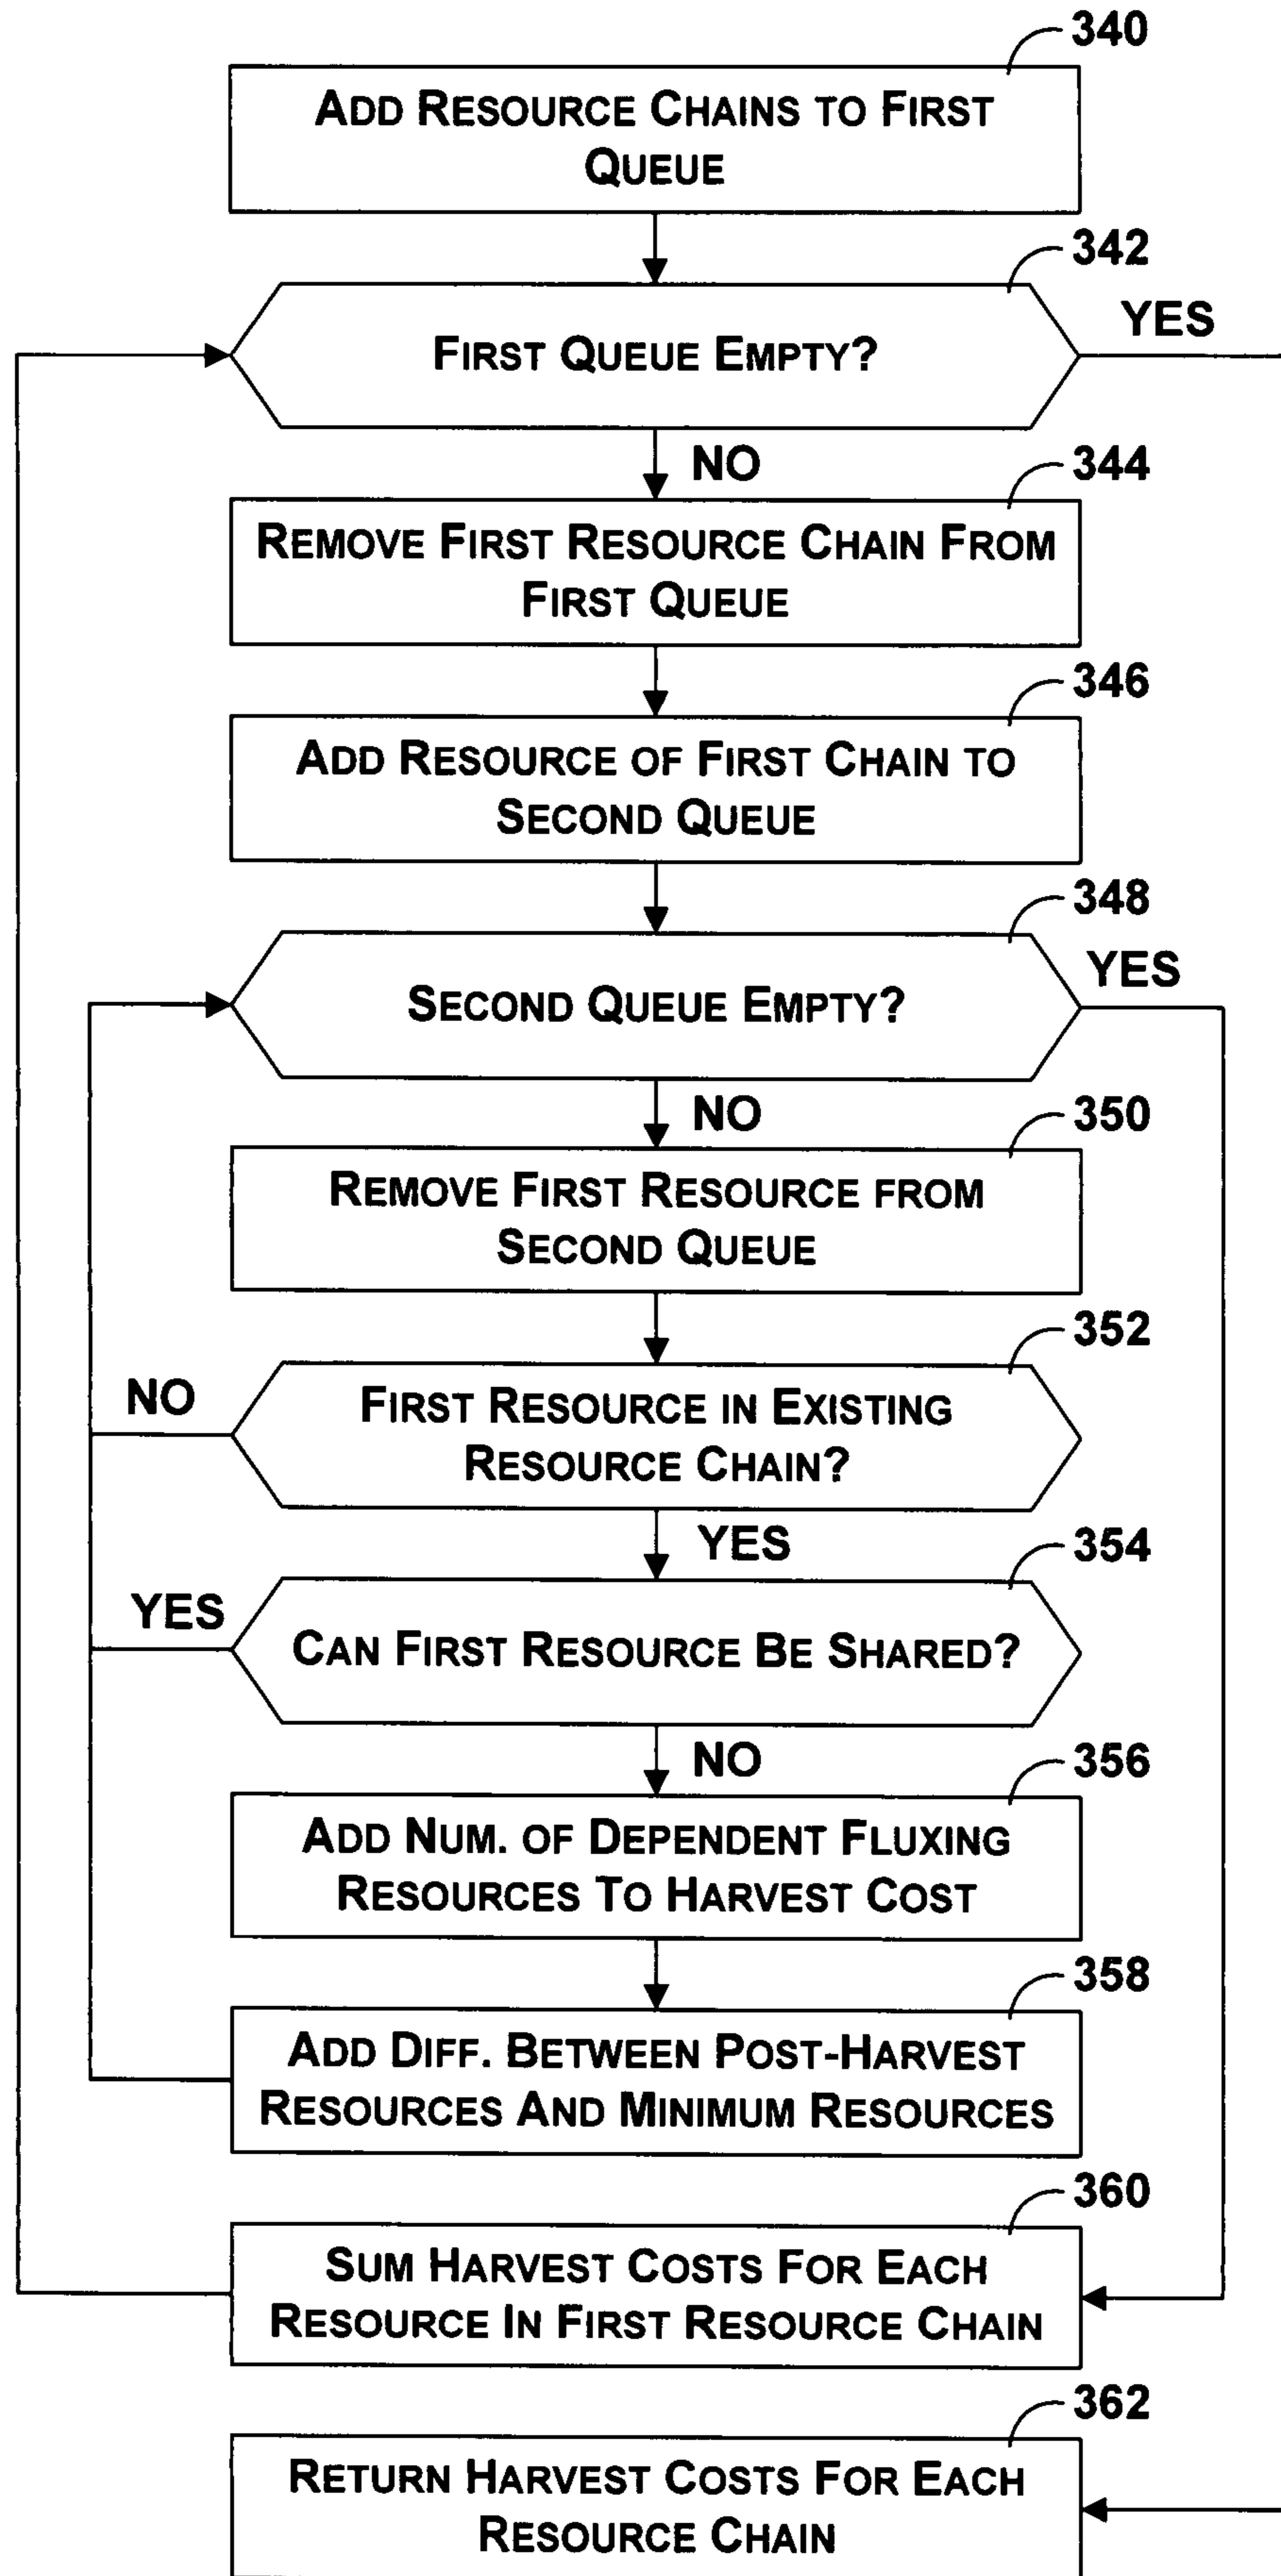 340
ADD RESOURCE CHAINS TO FIRST
QUEUE
342
YES
FIRST QUEUE EMPTY?
NO
344
REMOVE FIRST RESOURCE CHAIN FROM
FIRST QUEUE
346
ADD RESOURCE OF FIRST CHAIN TO
SECOND QUEUE
348
YES
SECOND QUEUE EMPTY?
NO
350
REMOVE FIRST RESOURCE FROM
SECOND QUEUE
352
NO
FIRST RESOURCE IN EXISTING
RESOURCE CHAIN?
YES
354
YES
CAN FIRST RESOURCE BE SHARED?
NO
356
ADD NUM. OF DEPENDENT FLUXING
RESOURCES TO HARVEST COST
358
ADD DIFF. BETWEEN POST-HARVEST
RESOURCES AND MINIMUM RESOURCES
360
SUM HARVEST COSTS FOR EACH
RESOURCE IN FIRST RESOURCE CHAIN
362
RETURN HARVEST COSTS FOR EACH
RESOURCE CHAIN